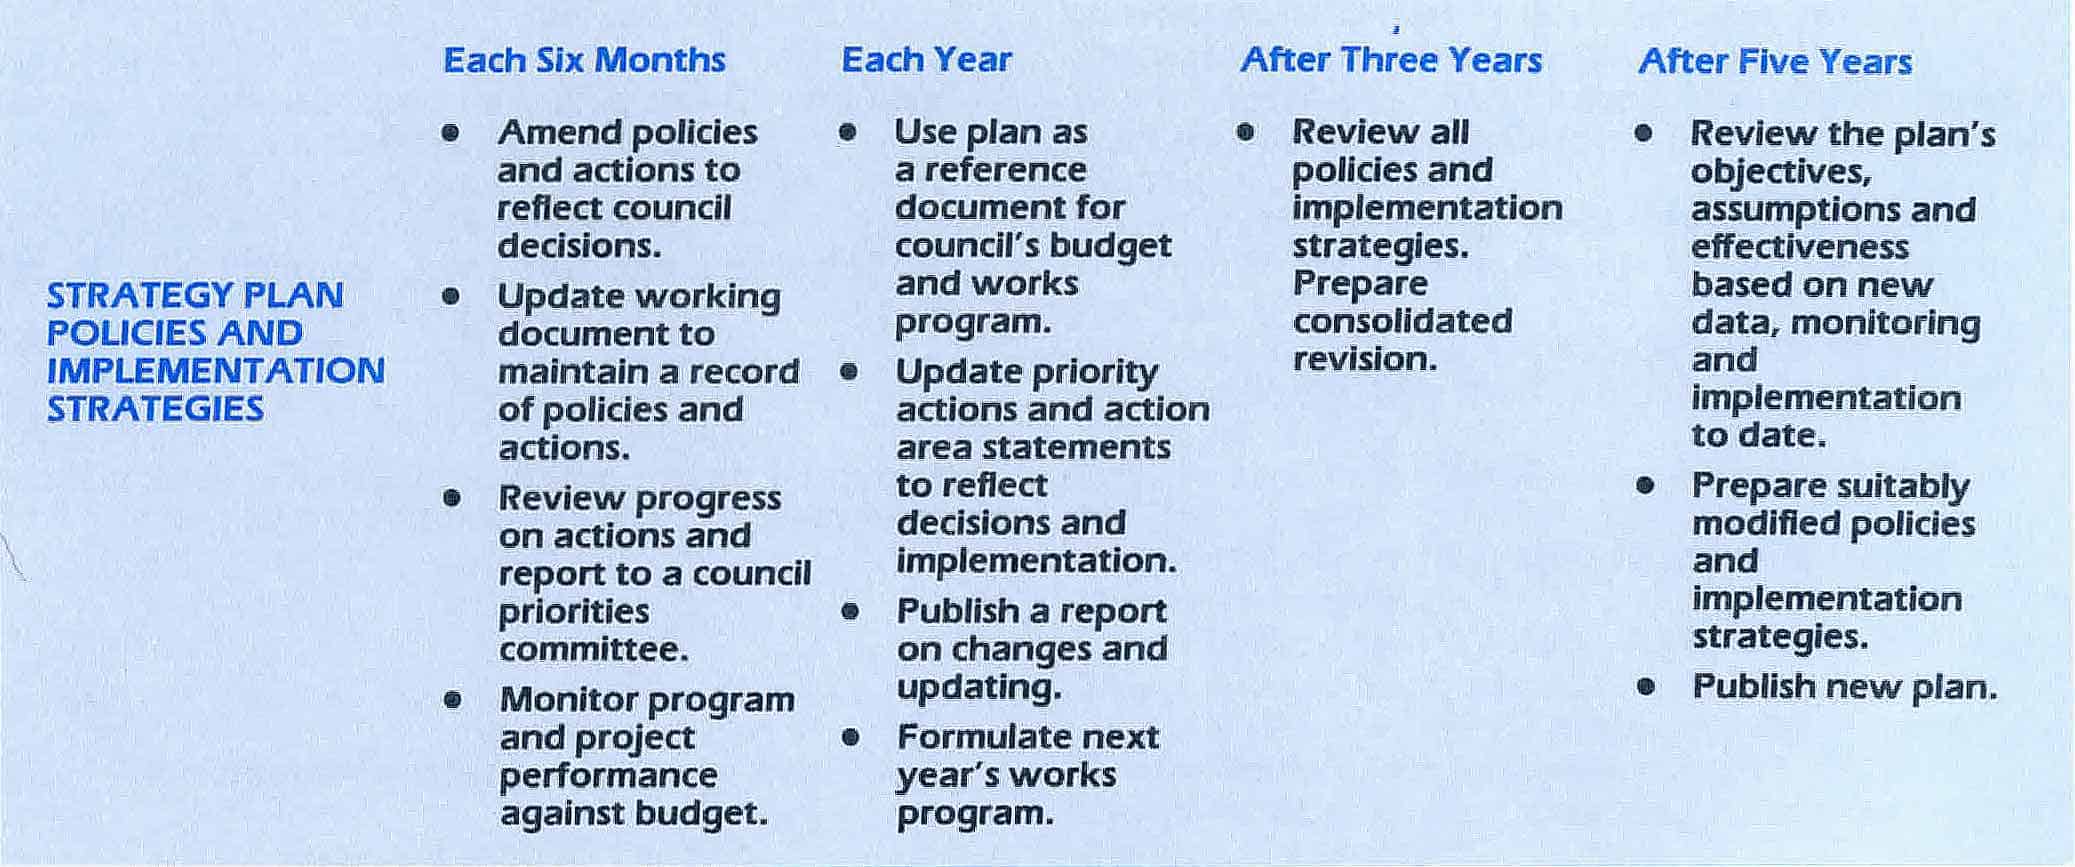 Each Six Months
Each Year
After Three Years
After Five Years
STRATEGY PLAN
POLICIES AND
IMPLEMENTATION
STRATEGIES
• Amend policies
and actions to
reflect council
decisions.
• Update working
document to
maintain a record
of policies and
actions.
• Review progress
on actions and
report to a council
priorities
committee.
• Monitor program
and project
performance
against budget.
• Use plan as
a reference
document for
council's budget
and works
program.
• Update priority
actions and action
area statements
to reflect
decisions and
implementation.
• Publish a report
on changes and
updating.
• Formulate next
year's works
program.
• Review all
policies and
implementation
strategies.
Prepare
consolidated
revision.
• Review the plan's
objectives,
assumptions and
effectiveness
based on new
data, monitoring
and
implementation
to date.
• Prepare suitably
modified policies
and
implementation
strategies.
• Publish new plan.